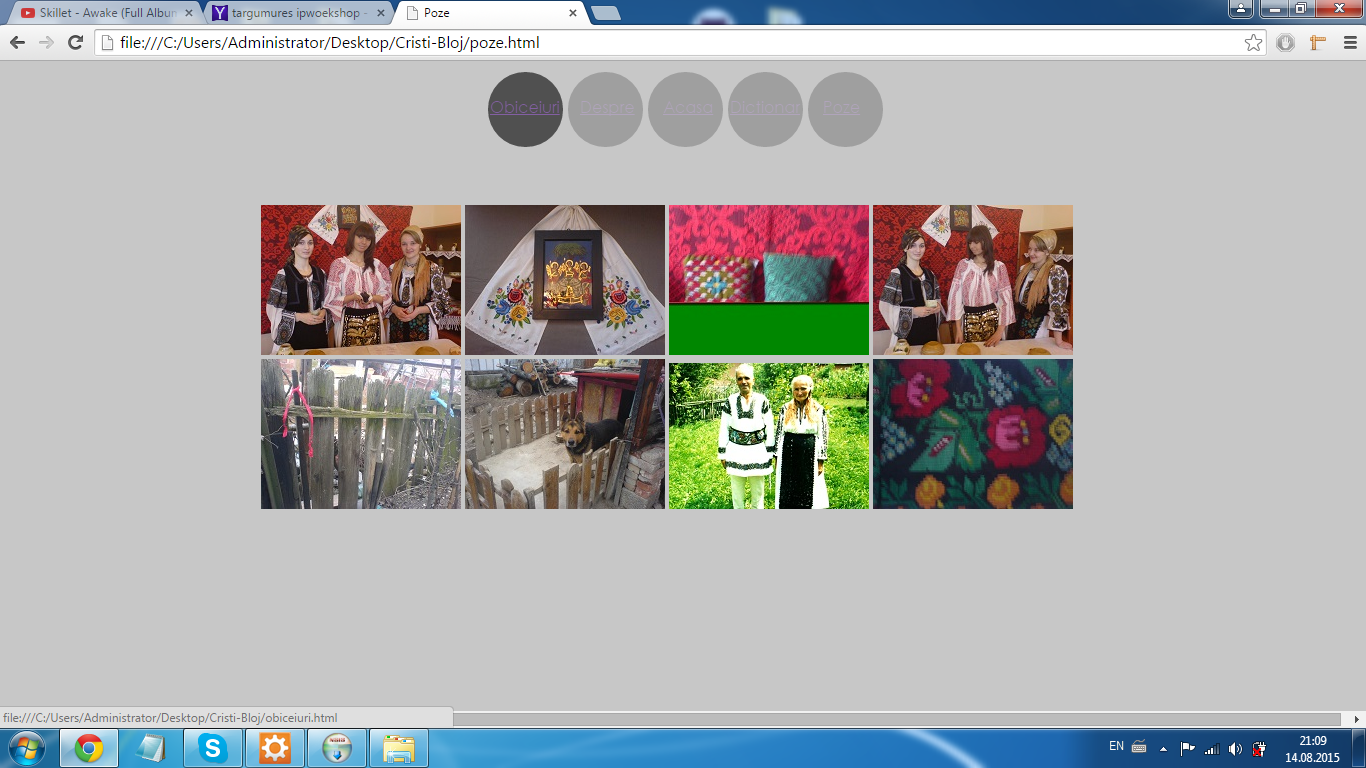 Skillet - Awake (Full Album
targumures ipwoekshop -
Poze
file:///C:/Users/Administrator/Desktop/Cristi-Bloj/poze.html
Obiceiuri Despre Acasa Dictionar Poze
file:///C:/Users/Administrator/Desktop/Cristi-Bloj/obiceiuri.html
EN
21:09
14.08.2015